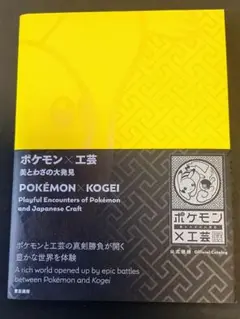 ポケモン×工芸
美とわざの大発見
POKÉMON×KOGEI
Playful Encounters of Pokémon
and Japanese Craft
ポケモンと工芸の真剣勝負が開く
豊かな世界を体験
A rich world opened up by epic battles
between Pokémon and Kogei
ポケモン
×工芸展
公式図録 Official Catalog